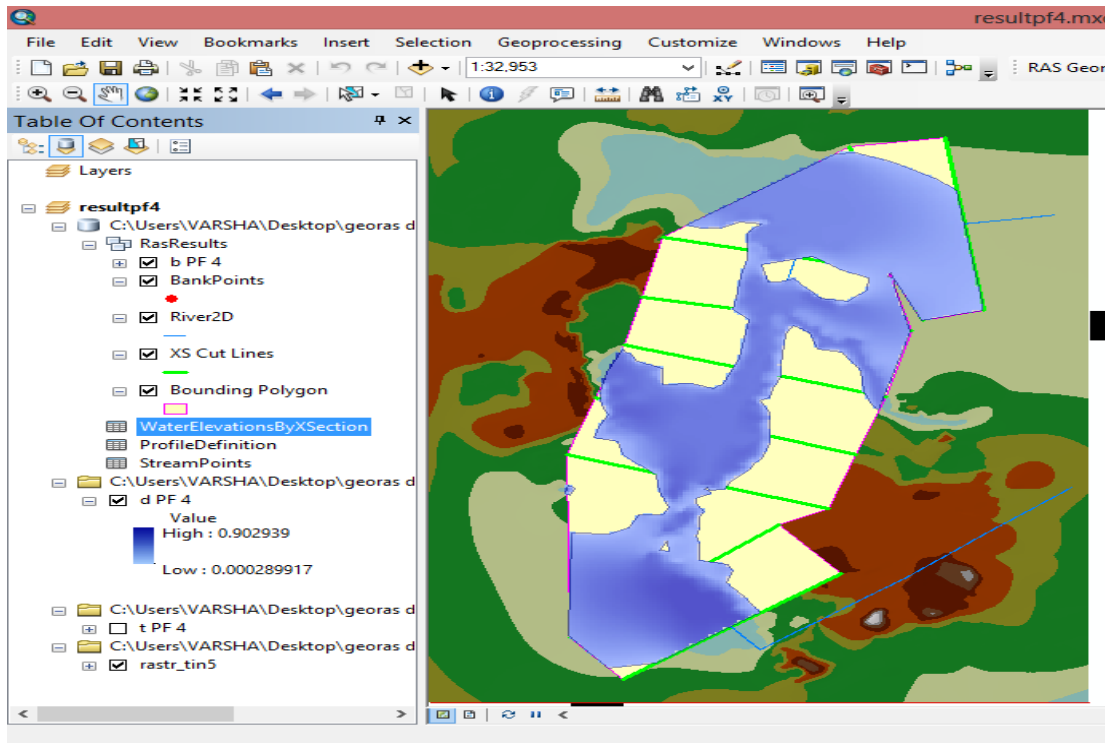 resultpf4.mx
File Edit View Bookmarks Insert Selection Geoprocessing Customize Windows Help
1:32,953
RAS Geor
Table Of Contents
Layers
resultpf4
C:\Users\VARSHA\Desktop\georas d
RasResults
b PF 4
BankPoints
River2D
XS Cut Lines
Bounding Polygon
WaterElevationsByXSection
ProfileDefinition
StreamPoints
C:\Users\VARSHA\Desktop\georas d
d PF 4
Value
High : 0.902939
Low : 0.000289917
C:\Users\VARSHA\Desktop\georas d
t PF 4
C:\Users\VARSHA\Desktop\georas d
rastr_tin5